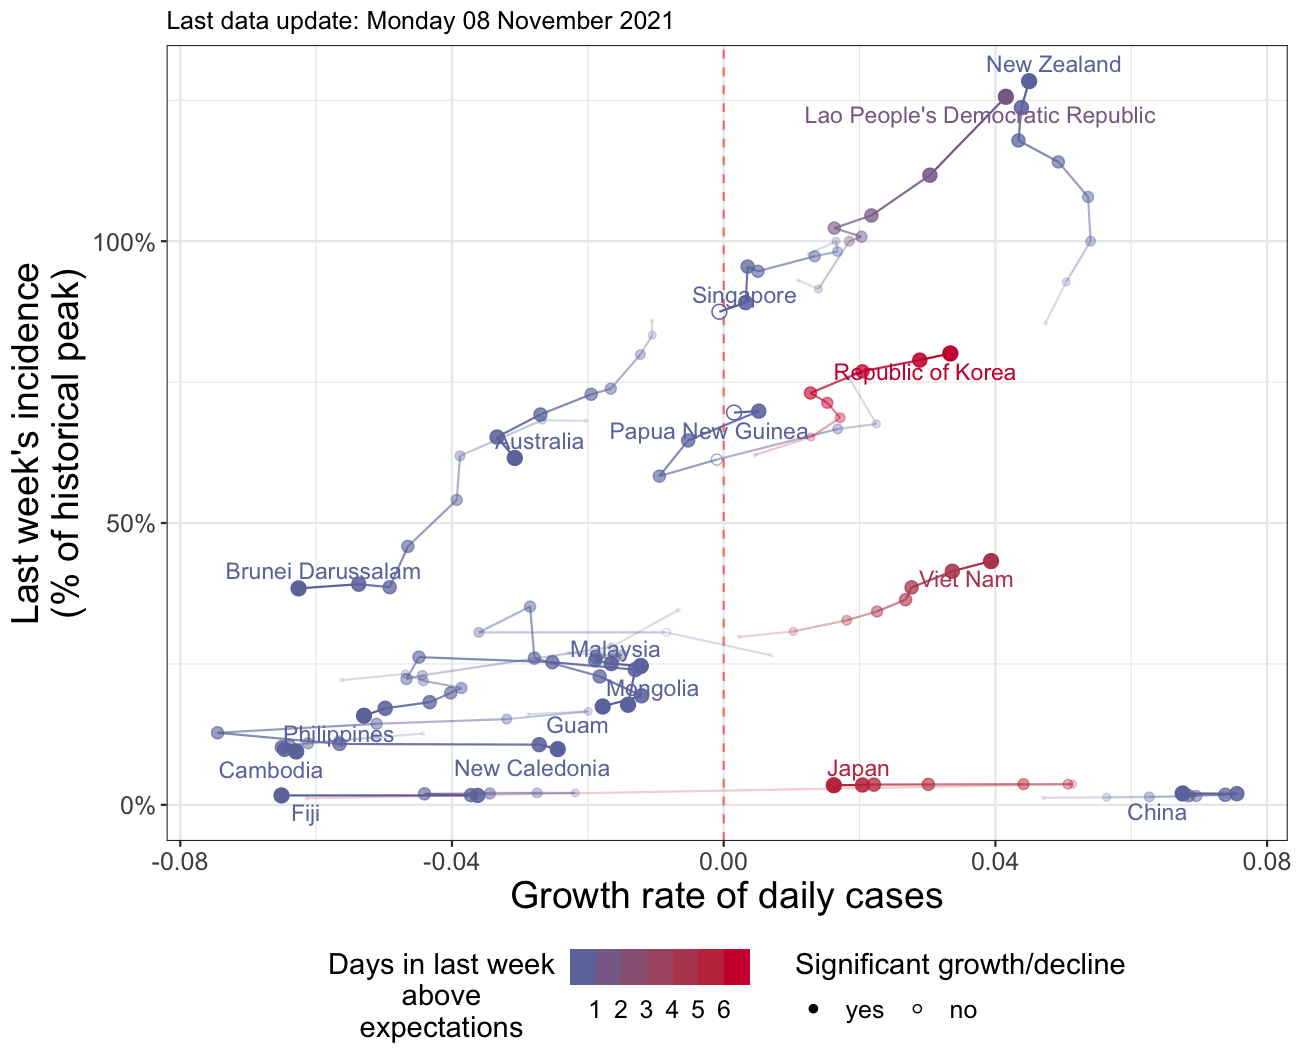 Last data update: Monday 08 November 2021
New Zealand
Lao People's Democratic Republic
100%
Singapore
Republic of Korea
Papua New Guinea
Australia
50%
Brunei Darussalam
Viet Nam
Malaysia
Mongolia
Guam
Philippines
Cambodia
New Caledonia
Japan
0%
Fiji
China
-0.08
-0.04
0.00
0.04
0.08
Last week's incidence
(% of historical peak)
Growth rate of daily cases
Days in last week
above
expectations
1 2 3 4 5 6
Significant growth/decline
yes
no